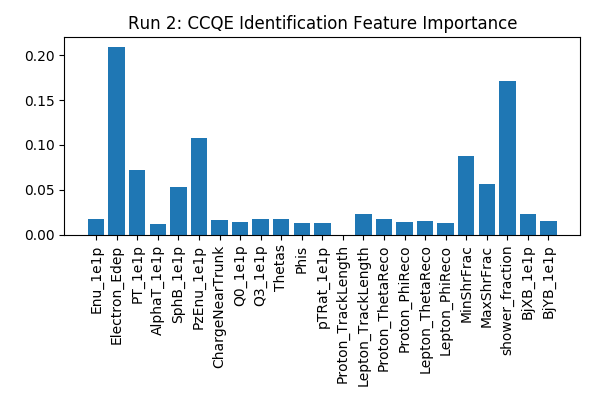 Run 2: CCQE Identification Feature Importance
0.20
0.15
0.10
0.05
0.00
Enu_1e1p
Electron_Edep
PT_1e1p
AlphaT_1e1p
SphB_1e1p
PzEnu_1e1p
ChargeNearTrunk
Q0_1e1p
Q3_1e1p
Thetas
Phis
pTRat_1e1p
Proton_TrackLength
Lepton_TrackLength
Proton_ThetaReco
Proton_PhiReco
Lepton_ThetaReco
Lepton_PhiReco
MinShrFrac
MaxShrFrac
shower_fraction
BjXB_1e1p
BjYB_1e1p